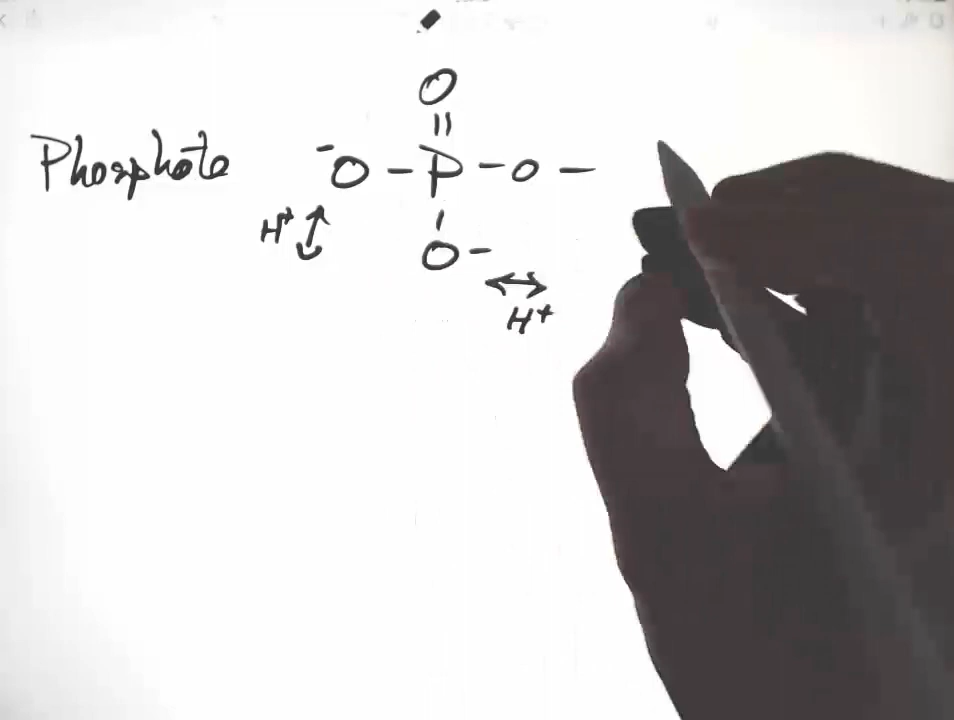 O
||
Phosphate -O - P - O -
H+ ↕ |
O -
↔
H+